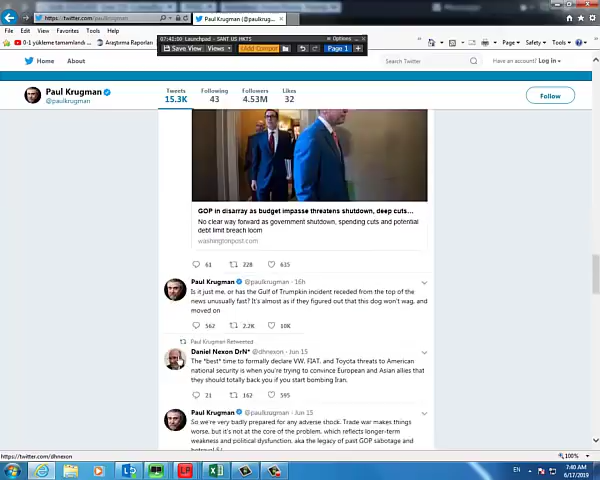 https://twitter.com/paulkrugman
Paul Krugman (@paulkrug...
File Edit View Favorites Tools Help
0-1 yükleme tamamlandı ...
Araştırma Raporları
Page Safety Tools
07:41:00 Launchpad - SANT US MKTS
Options
Save View Views Add Compon Page 1
Home About
Search Twitter
Have an account? Log in
Paul Krugman
@paulkrugman
Tweets Following Followers Likes
15.3K 43 4.53M 32
Follow
GOP in disarray as budget impasse threatens shutdown, deep cuts...
No clear way forward as government shutdown, spending cuts and potential
debt limit breach loom
washingtonpost.com
61 228 635
Paul Krugman @paulkrugman · 16h
Is it just me, or has the Gulf of Trumpkin incident receded from the top of the
news unusually fast? It's almost as if they figured out that this dog won't wag, and
moved on
562 2.2K 10K
Paul Krugman Retweeted
Daniel Nexon DrN* @dhnexon · Jun 15
The *best* time to formally declare VW, FIAT, and Toyota threats to American
national security is when you're trying to convince European and Asian allies that
they should totally back you if you start bombing Iran.
21 162 595
Paul Krugman @paulkrugman · Jun 15
So we're very badly prepared for any adverse shock. Trade war makes things
worse, but it's not at the core of the problem, which reflects longer-term
weakness and political dysfunction, aka the legacy of past GOP sabotage and
https://twitter.com/dhnexon
100%
EN
7:40 AM
6/17/2019